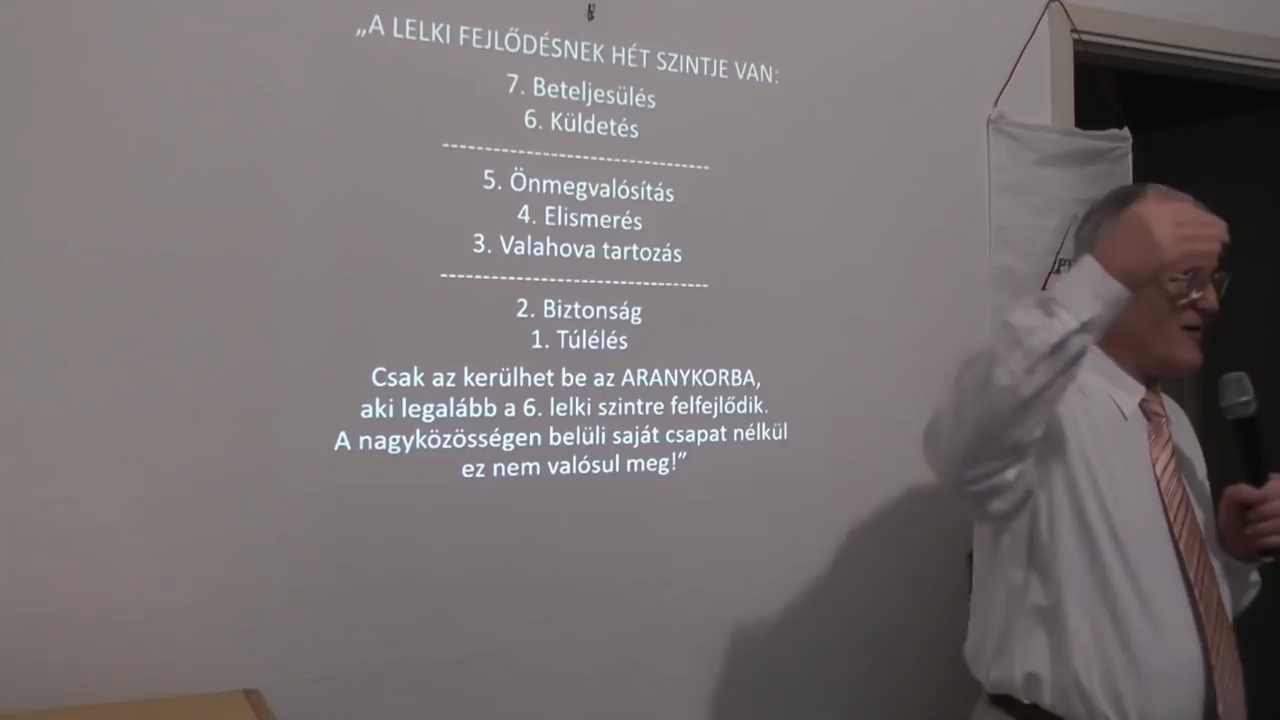 „A LELKI FEJLŐDÉSNEK HÉT SZINTJE VAN:
7. Beteljesülés
6. Küldetés
--------------------------------
5. Önmegvalósítás
4. Elismerés
3. Valahova tartozás
--------------------------------
2. Biztonság
1. Túlélés
Csak az kerülhet be az ARANYKORBA,
aki legalább a 6. lelki szintre felfejlődik.
A nagyközösségen belüli saját csapat nélkül
ez nem valósul meg!”